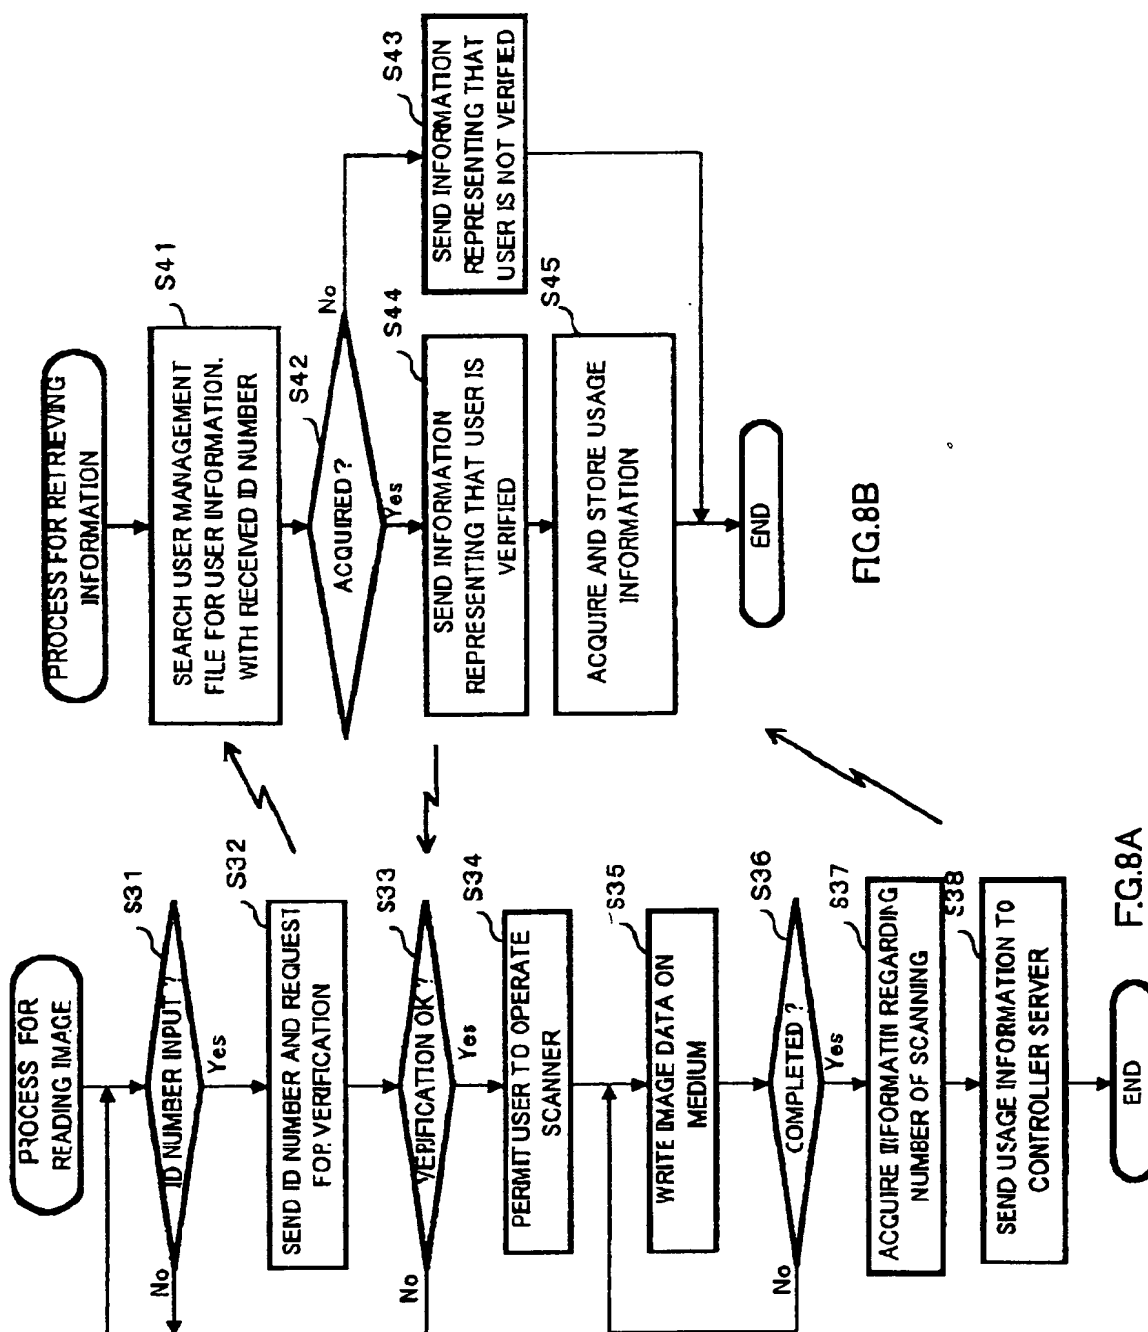 PROCESS FOR
READING IMAGE
S31
ID NUMBER INPUT ?
No
Yes
S32
SEND ID NUMBER AND REQUEST
FOR VERIFICATION
S33
VERIFICATION OK ?
No
Yes
S34
PERMIT USER TO OPERATE
SCANNER
S35
WRITE IMAGE DATA ON
MEDIUM
S36
COMPLETED ?
No
Yes
S37
ACQUIRE INFORMATIN REGARDING
NUMBER OF SCANNING
S38
SEND USAGE INFORMATION TO
CONTROLLER SERVER
END
F.G.8A
PROCESS FOR RETRIEVING
INFORMATION
S41
SEARCH USER MANAGEMENT
FILE FOR USER INFORMATION.
WITH RECEIVED ID NUMBER
S42
ACQUIRED ?
No
Yes
S43
SEND INFORMATION
REPRESENTING THAT
USER IS NOT VERIFIED
S44
SEND INFORMATION
REPRESENTING THAT USER IS
VERIFIED
S45
ACQUIRE AND STORE USAGE
INFORMATION
END
FIG.8B